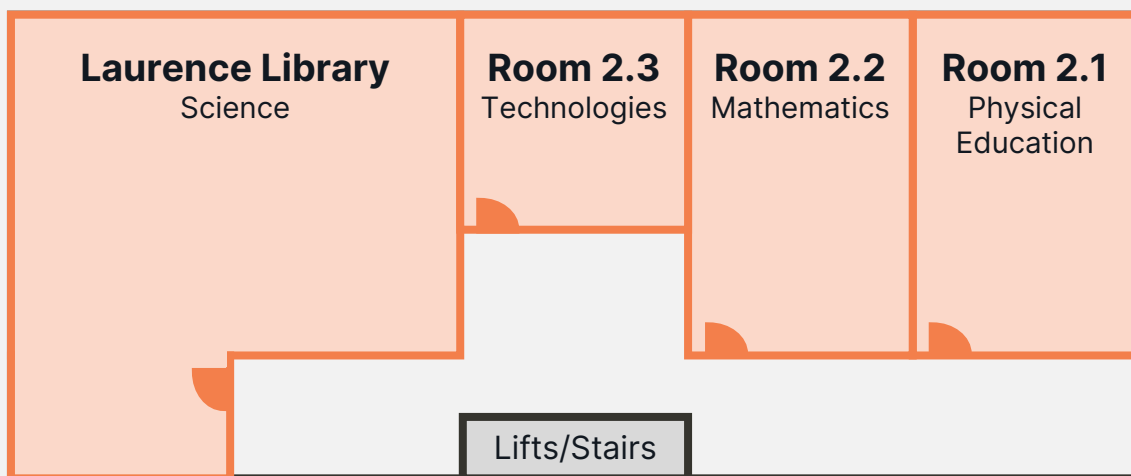 Laurence Library
Science
Room 2.3
Technologies
Room 2.2
Mathematics
Room 2.1
Physical
Education
Lifts/Stairs